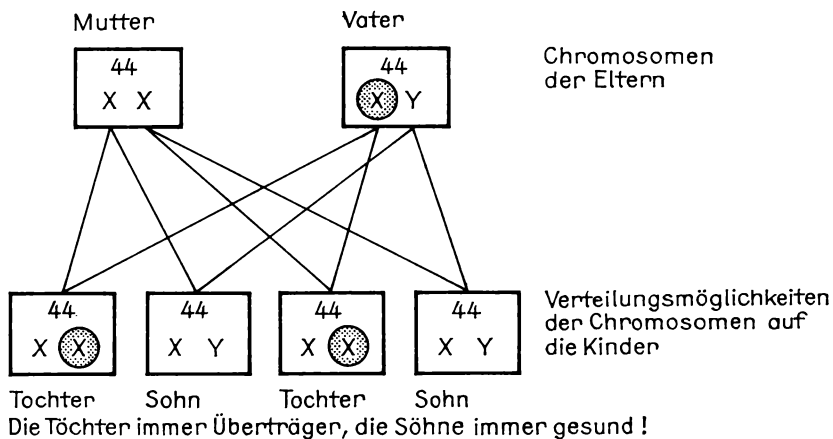 Mutter Vater
44 44 Chromosomen
der Eltern
X X X Y
44 44 44 44 Verteilungsmöglichkeiten
der Chromosomen auf
X X X Y X X X Y die Kinder
Tochter Sohn Tochter Sohn
Die Töchter immer Überträger, die Söhne immer gesund !